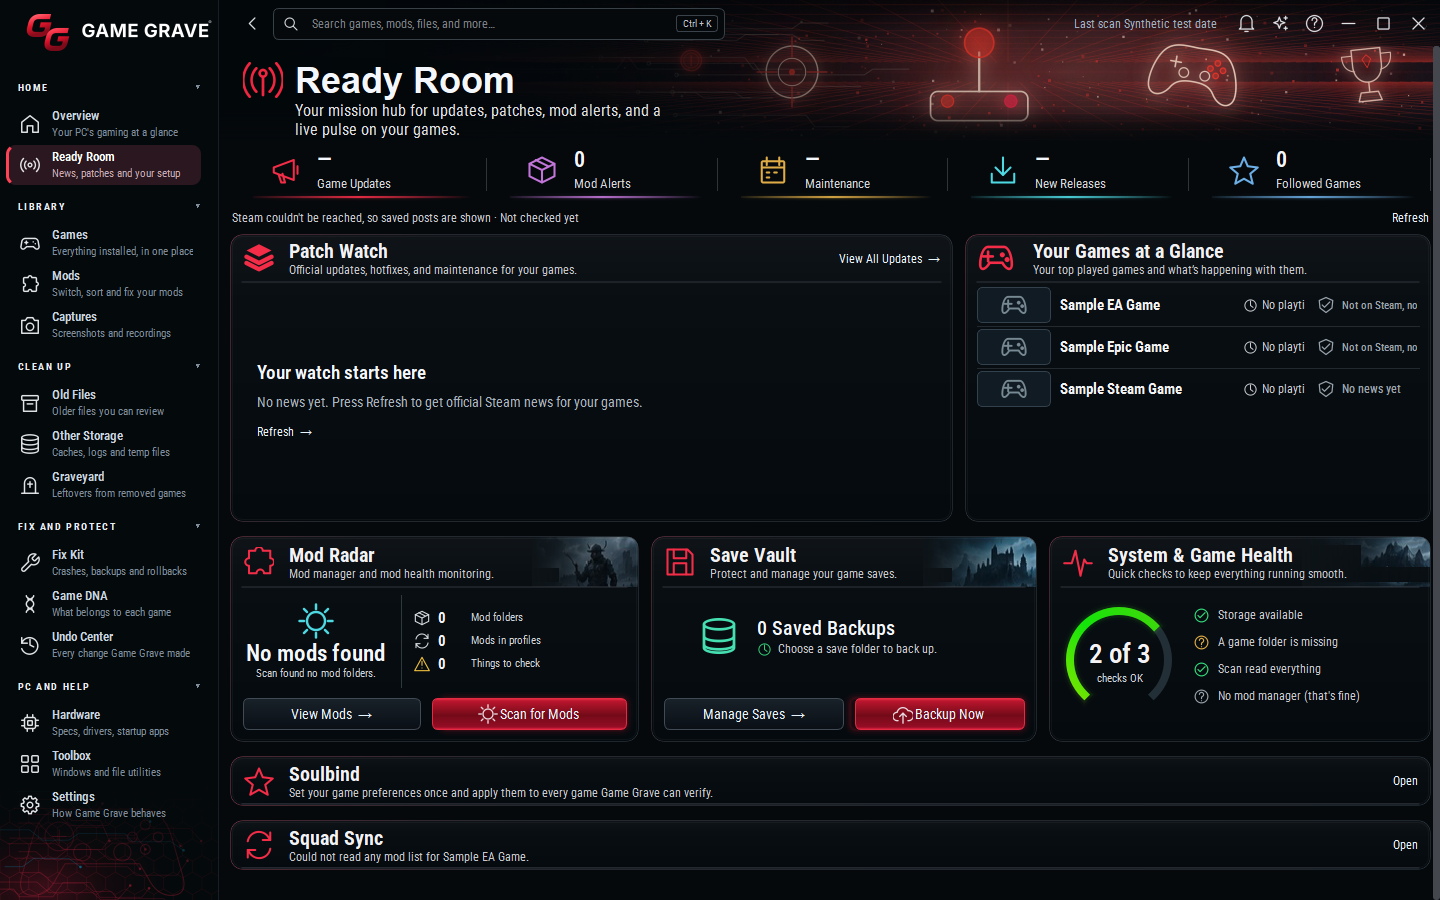 GAME GRAVE
Search games, mods, files, and more...
Ctrl + K
Last scan Synthetic test date
HOME
Overview
Your PC's gaming at a glance
Ready Room
News, patches and your setup
LIBRARY
Games
Everything installed, in one place
Mods
Switch, sort and fix your mods
Captures
Screenshots and recordings
CLEAN UP
Old Files
Older files you can review
Other Storage
Caches, logs and temp files
Graveyard
Leftovers from removed games
FIX AND PROTECT
Fix Kit
Crashes, backups and rollbacks
Game DNA
What belongs to each game
Undo Center
Every change Game Grave made
PC AND HELP
Hardware
Specs, drivers, startup apps
Toolbox
Windows and file utilities
Settings
How Game Grave behaves
Ready Room
Your mission hub for updates, patches, mod alerts, and a
live pulse on your games.
—
Game Updates
0
Mod Alerts
—
Maintenance
—
New Releases
0
Followed Games
Steam couldn't be reached, so saved posts are shown · Not checked yet
Refresh
Patch Watch
Official updates, hotfixes, and maintenance for your games.
View All Updates →
Your watch starts here
No news yet. Press Refresh to get official Steam news for your games.
Refresh →
Your Games at a Glance
Your top played games and what's happening with them.
Sample EA Game
No playti
Not on Steam, no
Sample Epic Game
No playti
Not on Steam, no
Sample Steam Game
No playti
No news yet
Mod Radar
Mod manager and mod health monitoring.
No mods found
Scan found no mod folders.
0 Mod folders
0 Mods in profiles
0 Things to check
View Mods →
Scan for Mods
Save Vault
Protect and manage your game saves.
0 Saved Backups
Choose a save folder to back up.
Manage Saves →
Backup Now
System & Game Health
Quick checks to keep everything running smooth.
2 of 3
checks OK
Storage available
A game folder is missing
Scan read everything
No mod manager (that's fine)
Soulbind
Set your game preferences once and apply them to every game Game Grave can verify.
Open
Squad Sync
Could not read any mod list for Sample EA Game.
Open